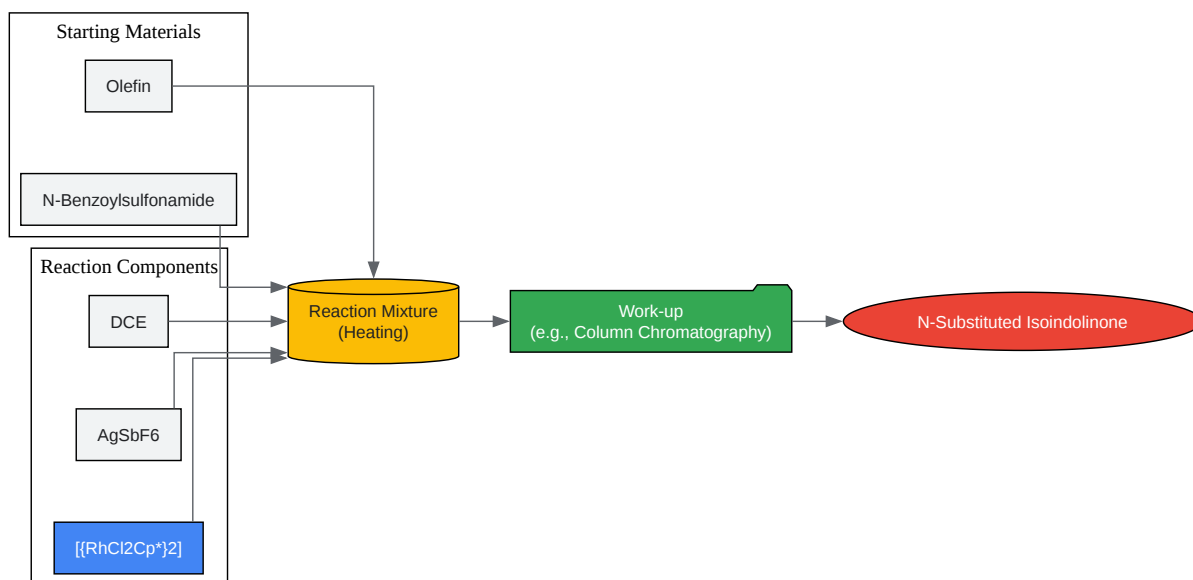 Starting Materials
Olefin
N-Benzoylsulfonamide
Reaction Components
DCE
AgSbF6
[{RhCl2Cp*}2]
Reaction Mixture
(Heating)
Work-up
(e.g., Column Chromatography)
N-Substituted Isoindolinone